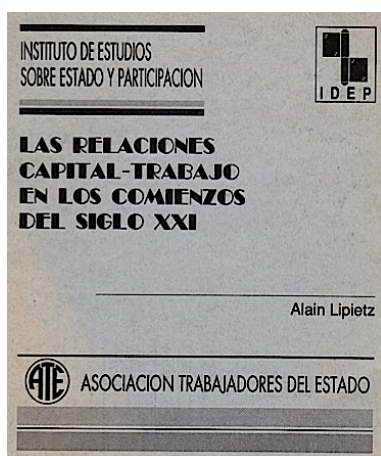 INSTITUTO DE ESTUDIOS
SOBRE ESTADO Y PARTICIPACION
IDEP
LAS RELACIONES
CAPITAL-TRABAJO
EN LOS COMIENZOS
DEL SIGLO XXI
Alain Lipietz
ATE ASOCIACION TRABAJADORES DEL ESTADO